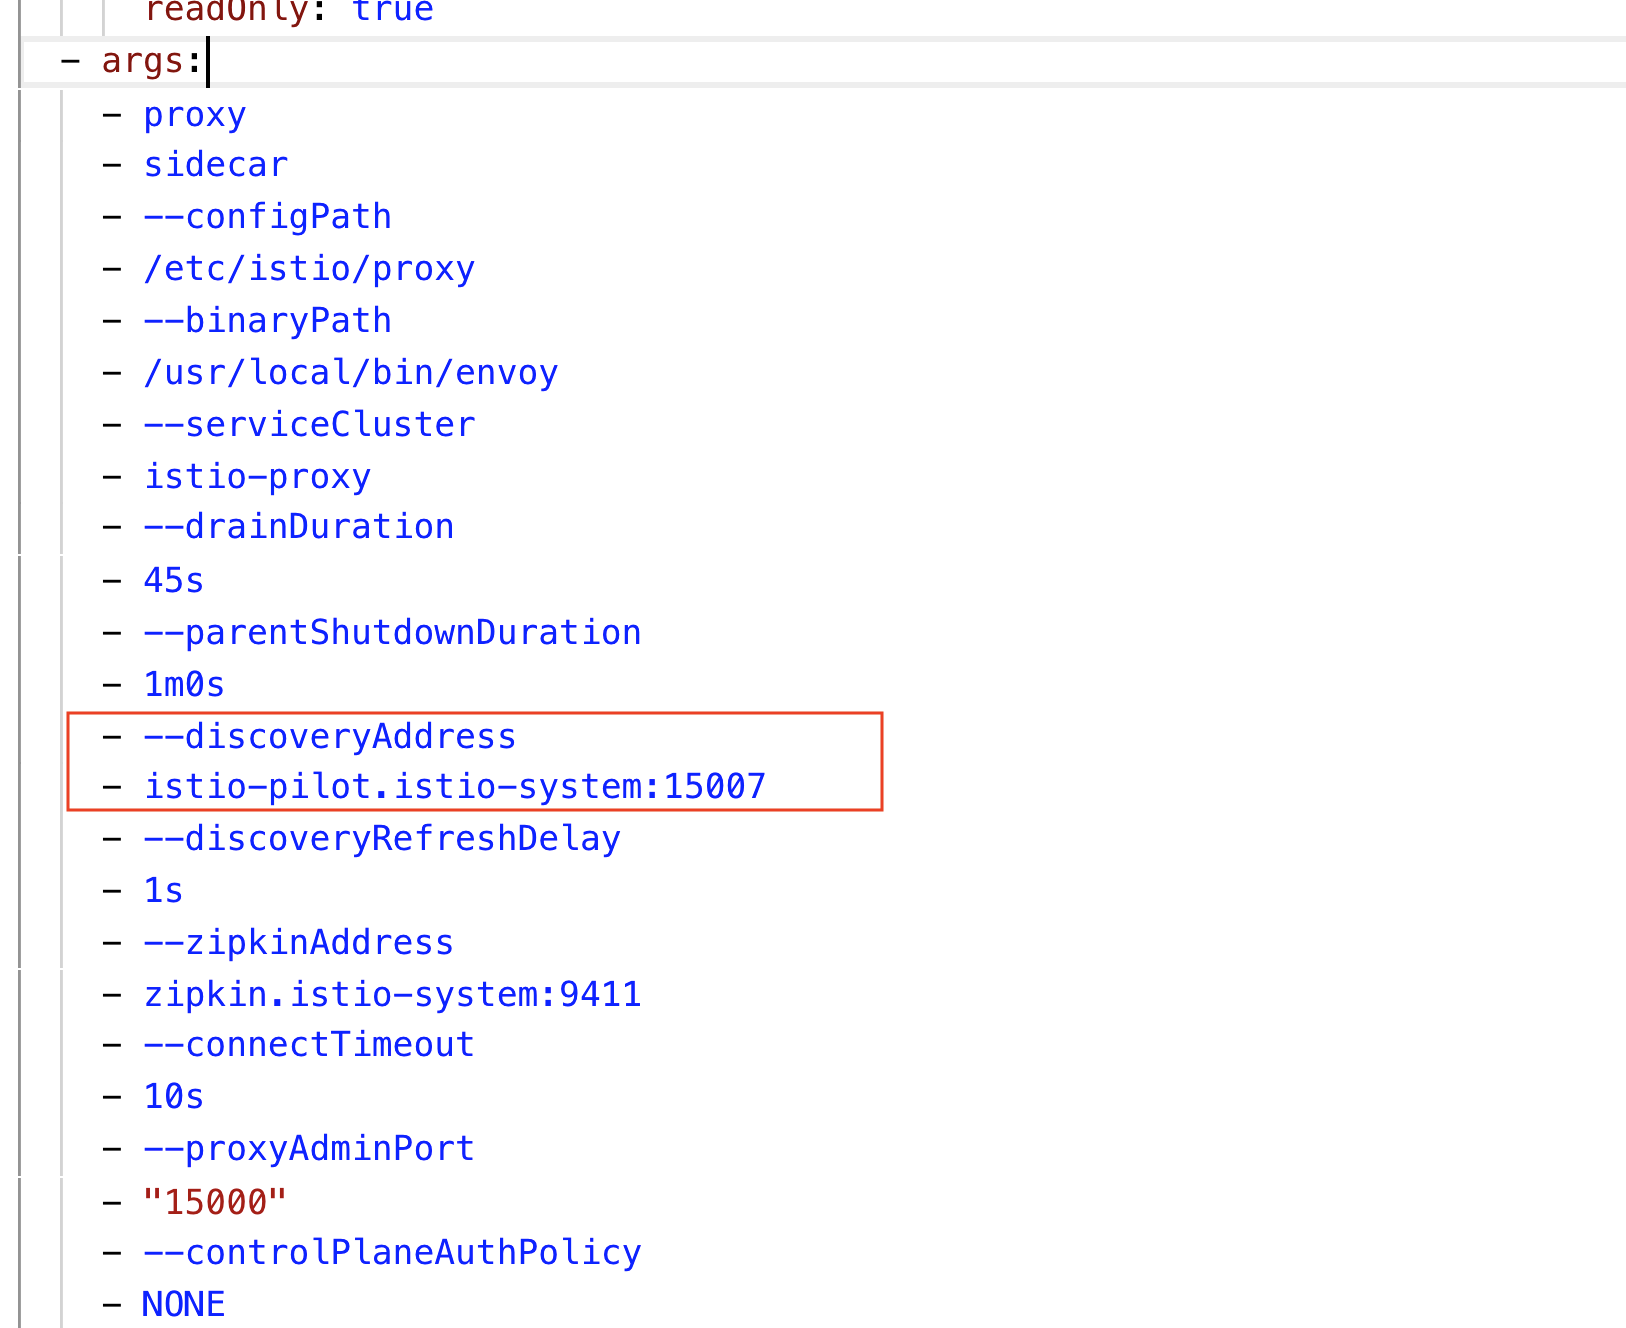 readOnly: true
- args:
- proxy
- sidecar
- --configPath
- /etc/istio/proxy
- --binaryPath
- /usr/local/bin/envoy
- --serviceCluster
- istio-proxy
- --drainDuration
- 45s
- --parentShutdownDuration
- 1m0s
- --discoveryAddress
- istio-pilot.istio-system:15007
- --discoveryRefreshDelay
- 1s
- --zipkinAddress
- zipkin.istio-system:9411
- --connectTimeout
- 10s
- --proxyAdminPort
- "15000"
- --controlPlaneAuthPolicy
- NONE